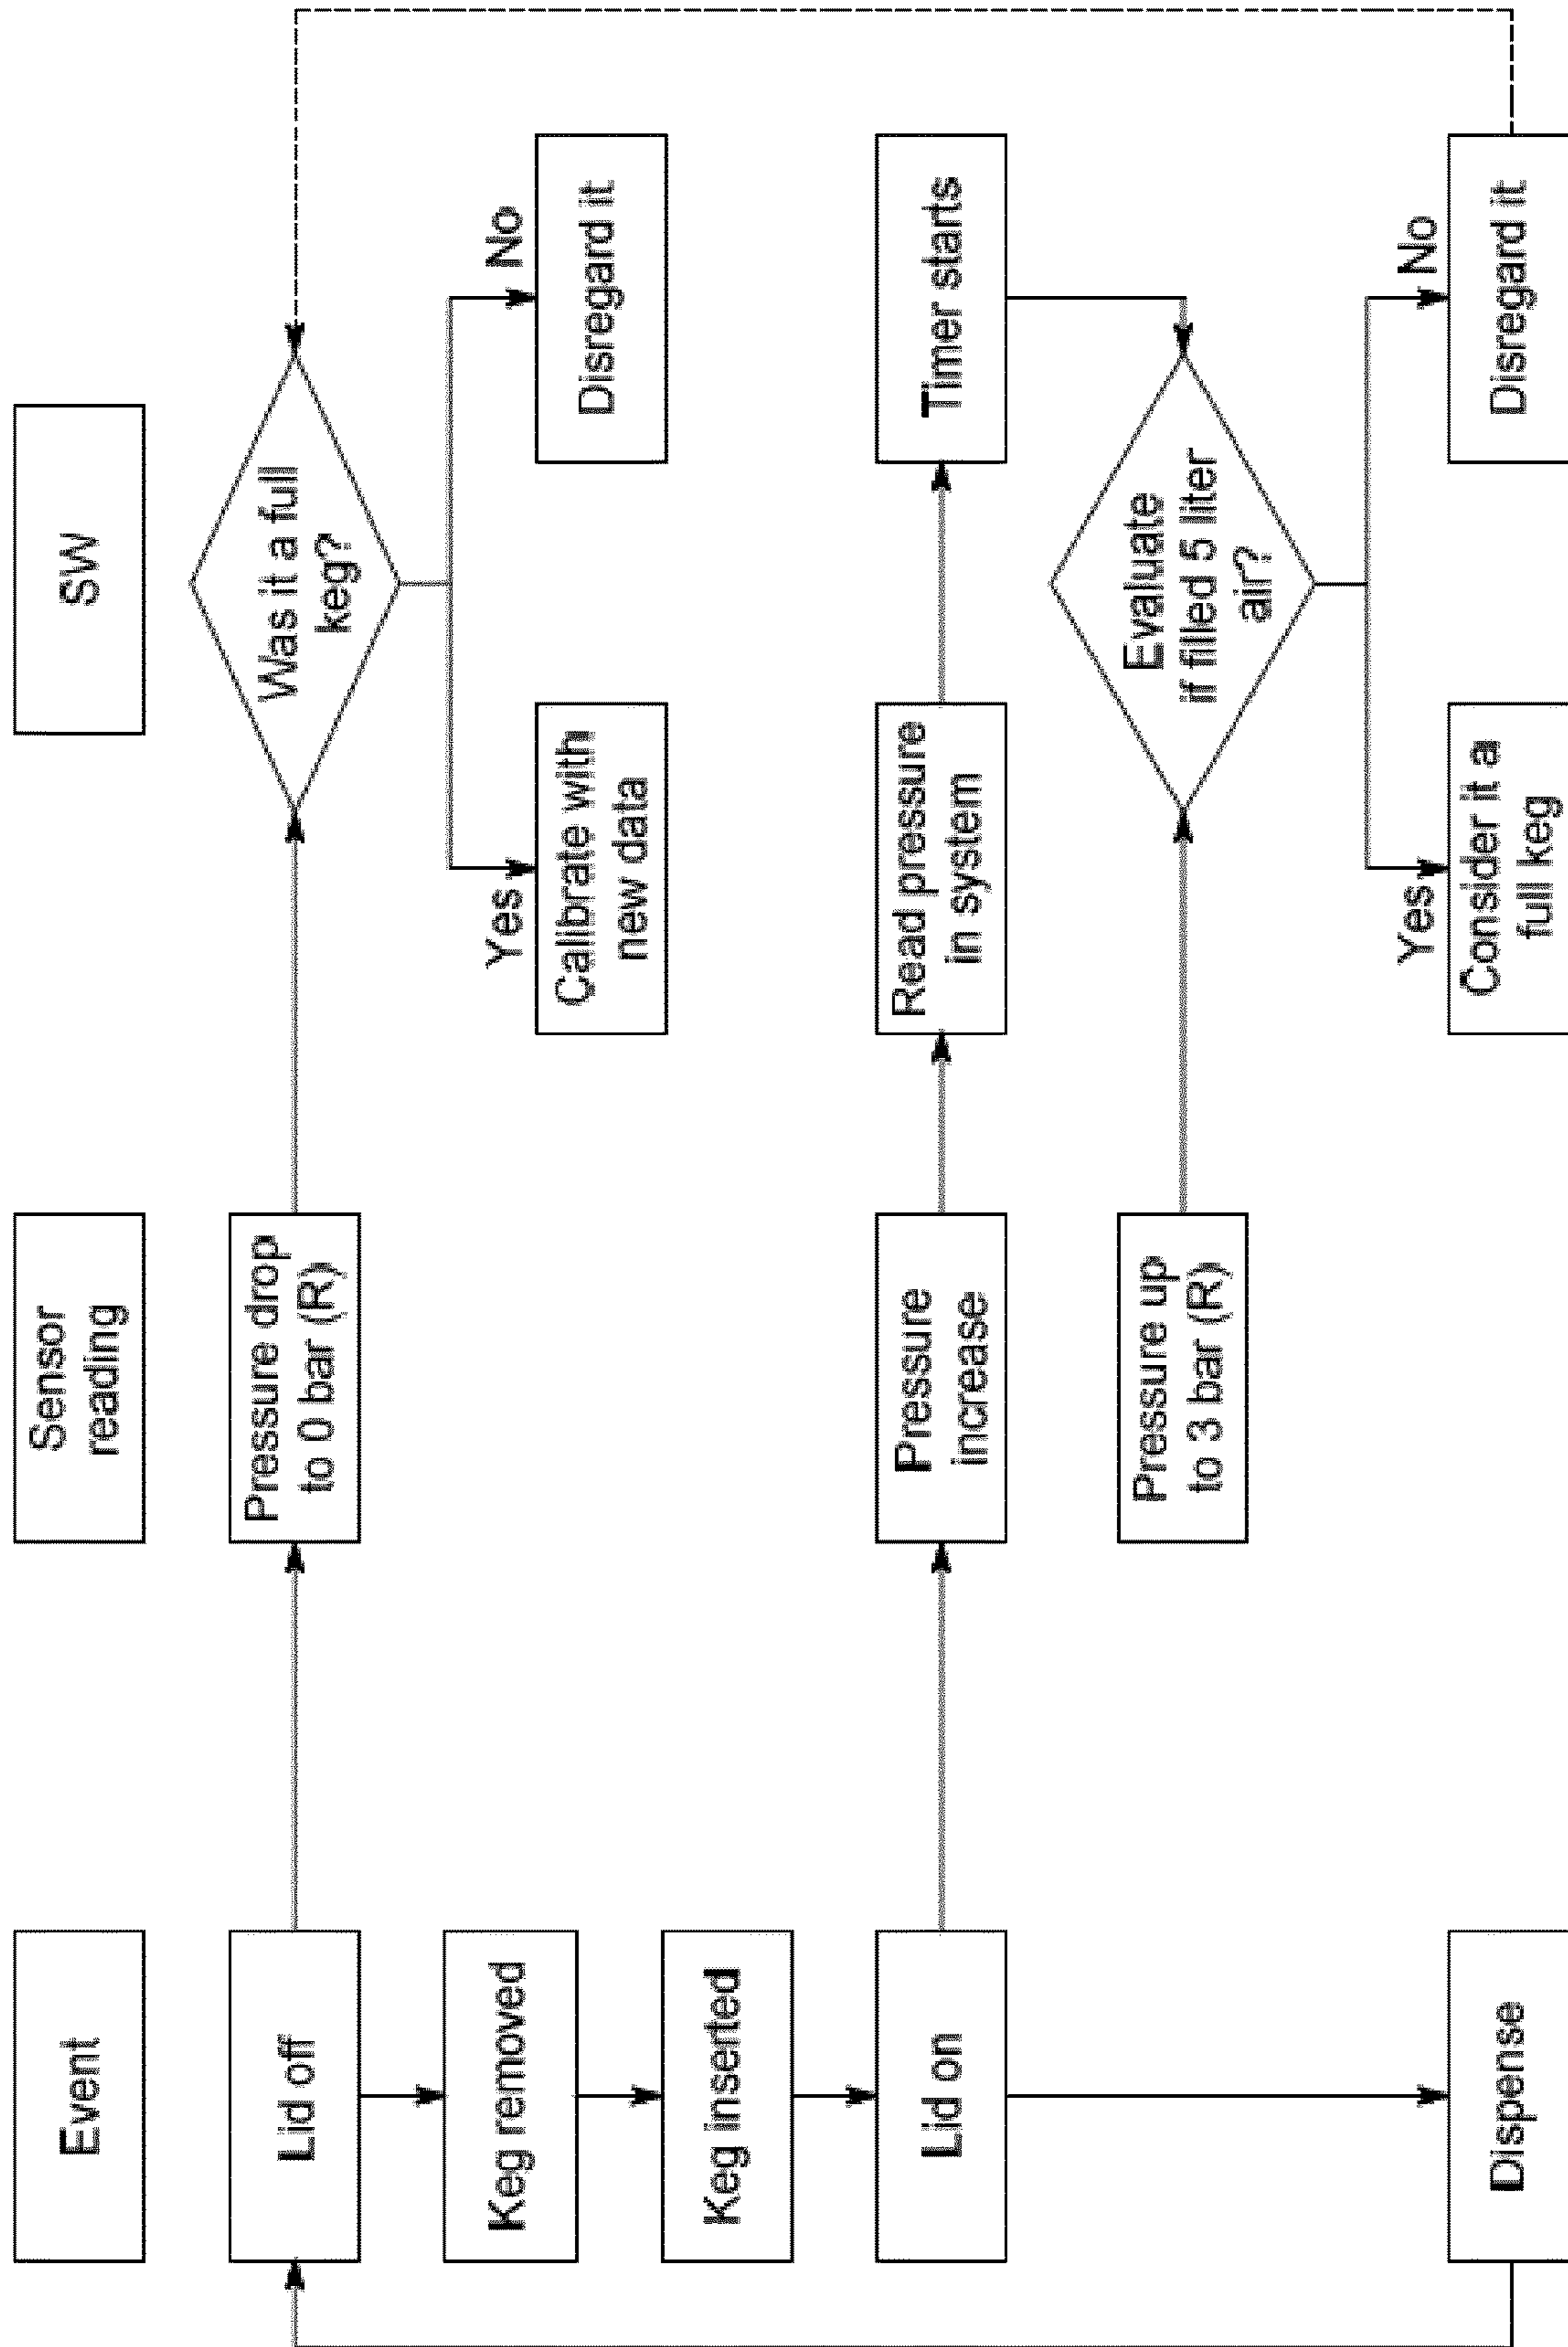 Event
Sensor
reading
SW
Lid off
Pressure drop
to 0 bar (R)
Was it a full
keg?
Yes
No
Keg removed
Calibrate with
new data
Disregard it
Keg inserted
Lid on
Pressure
increase
Read pressure
in system
Timer starts
Pressure up
to 3 bar (R)
Evaluate
if filled 5 liter
air?
Yes
No
Dispense
Consider it a
full keg
Disregard it